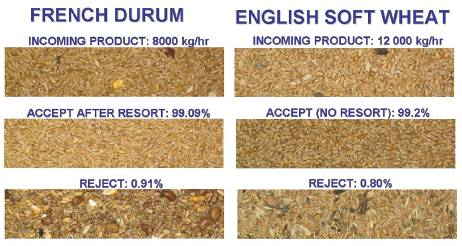 FRENCH DURUM
INCOMING PRODUCT: 8000 kg/hr
ACCEPT AFTER RESORT: 99.09%
REJECT: 0.91%
ENGLISH SOFT WHEAT
INCOMING PRODUCT: 12 000 kg/hr
ACCEPT (NO RESORT): 99.2%
REJECT: 0.80%